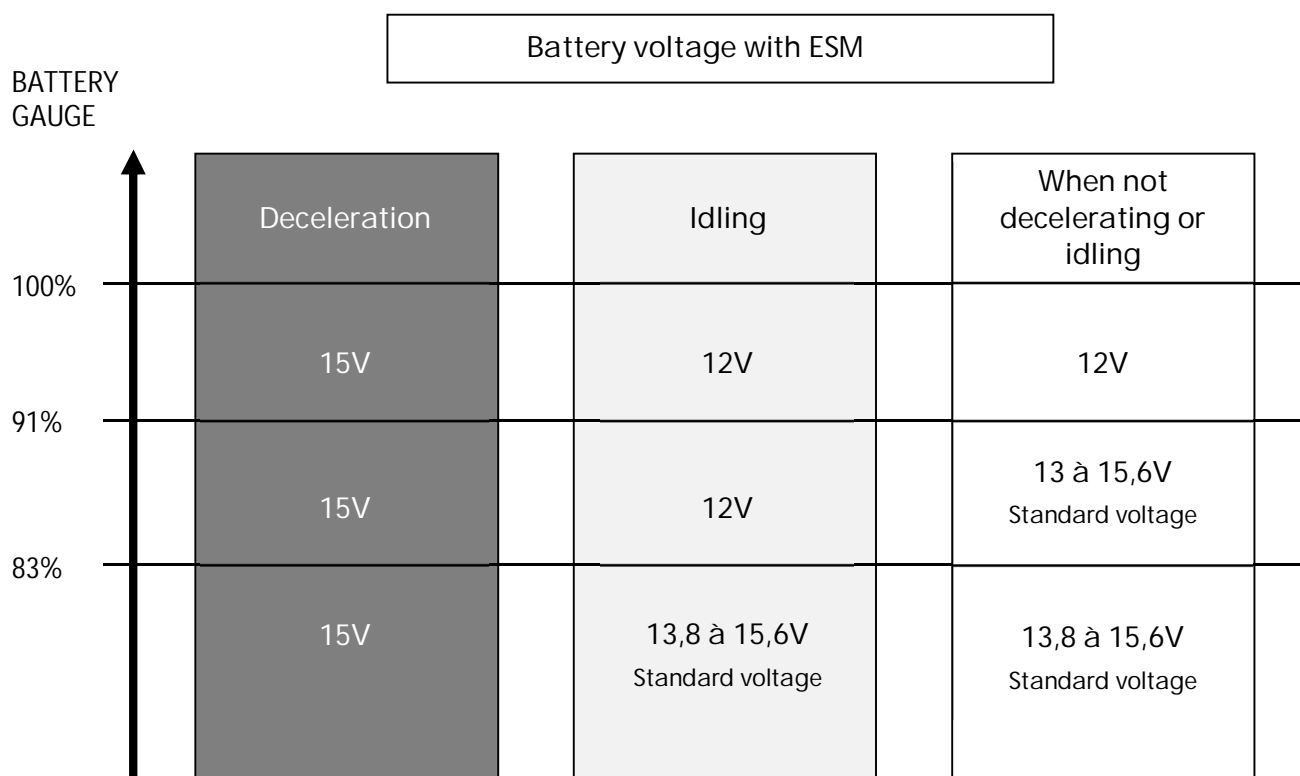 Battery voltage with ESM
BATTERY
GAUGE
Deceleration
Idling
When not
decelerating or
idling
100%
15V
12V
12V
91%
15V
12V
13 à 15,6V
Standard voltage
83%
15V
13,8 à 15,6V
Standard voltage
13,8 à 15,6V
Standard voltage